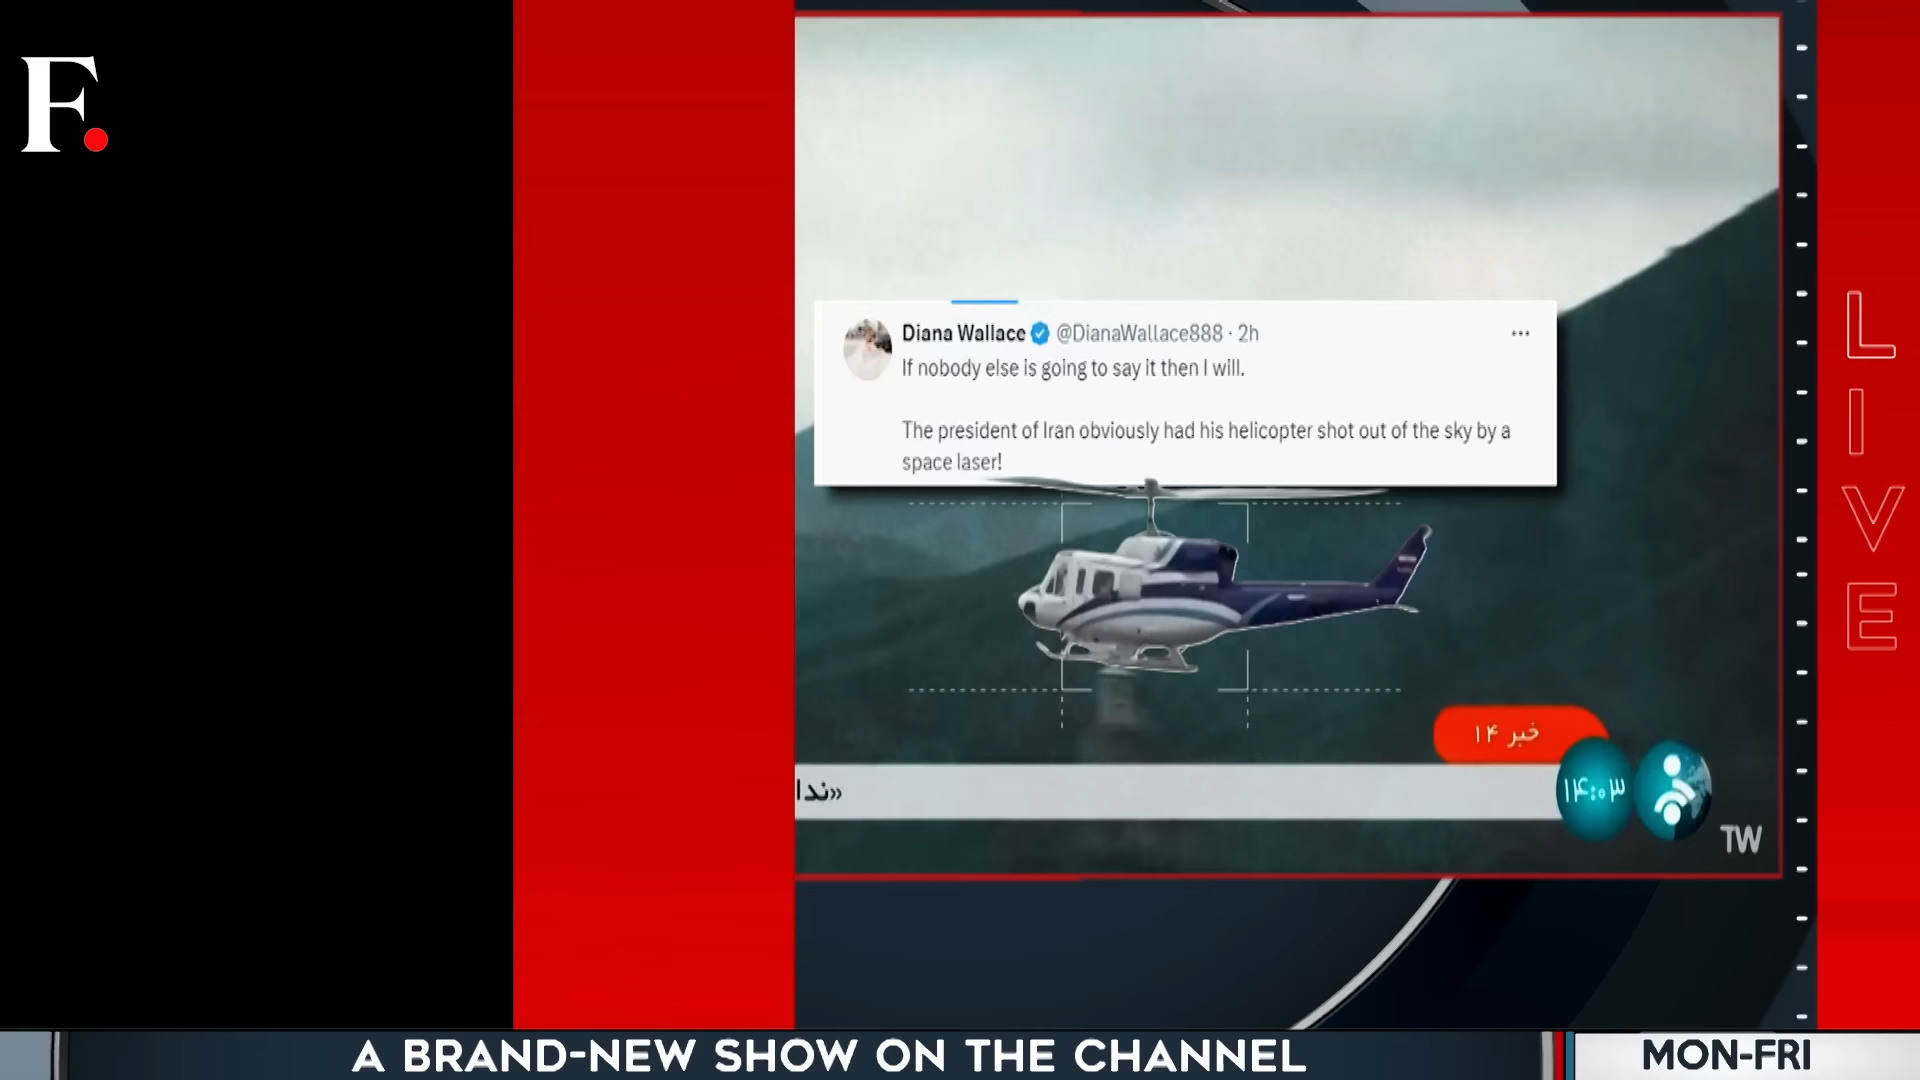 F.
Diana Wallace @DianaWallace888 · 2h
If nobody else is going to say it then I will.
The president of Iran obviously had his helicopter shot out of the sky by a
space laser!
خبر ۱۴
«ندا
۱۴:۰۳
TW
LIVE
A BRAND-NEW SHOW ON THE CHANNEL
MON-FRI